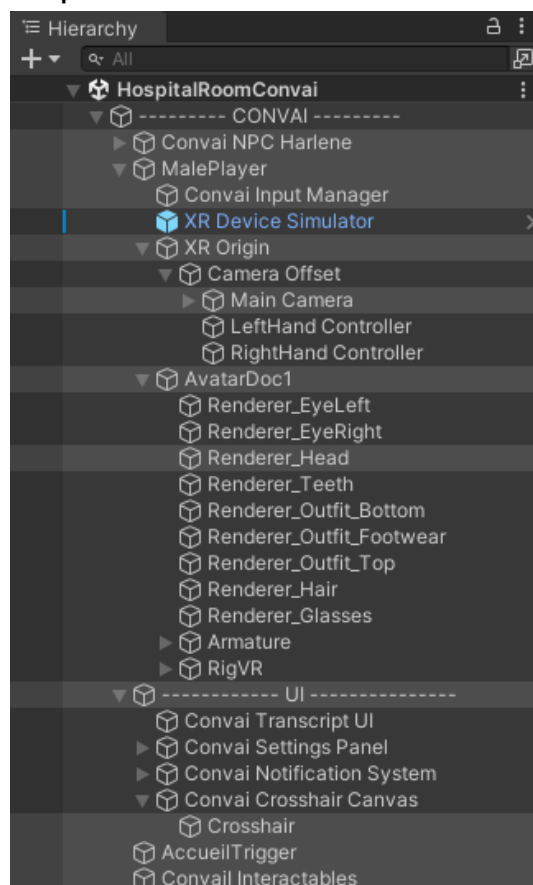 Hierarchy
All
HospitalRoomConvai
--------- CONVAI ---------
Convai NPC Harlene
MalePlayer
Convai Input Manager
XR Device Simulator
XR Origin
Camera Offset
Main Camera
LeftHand Controller
RightHand Controller
AvatarDoc1
Renderer_EyeLeft
Renderer_EyeRight
Renderer_Head
Renderer_Teeth
Renderer_Outfit_Bottom
Renderer_Outfit_Footwear
Renderer_Outfit_Top
Renderer_Hair
Renderer_Glasses
Armature
RigVR
------------ UI ---------------
Convai Transcript UI
Convai Settings Panel
Convai Notification System
Convai Crosshair Canvas
Crosshair
AccueilTrigger
Convail Interactables